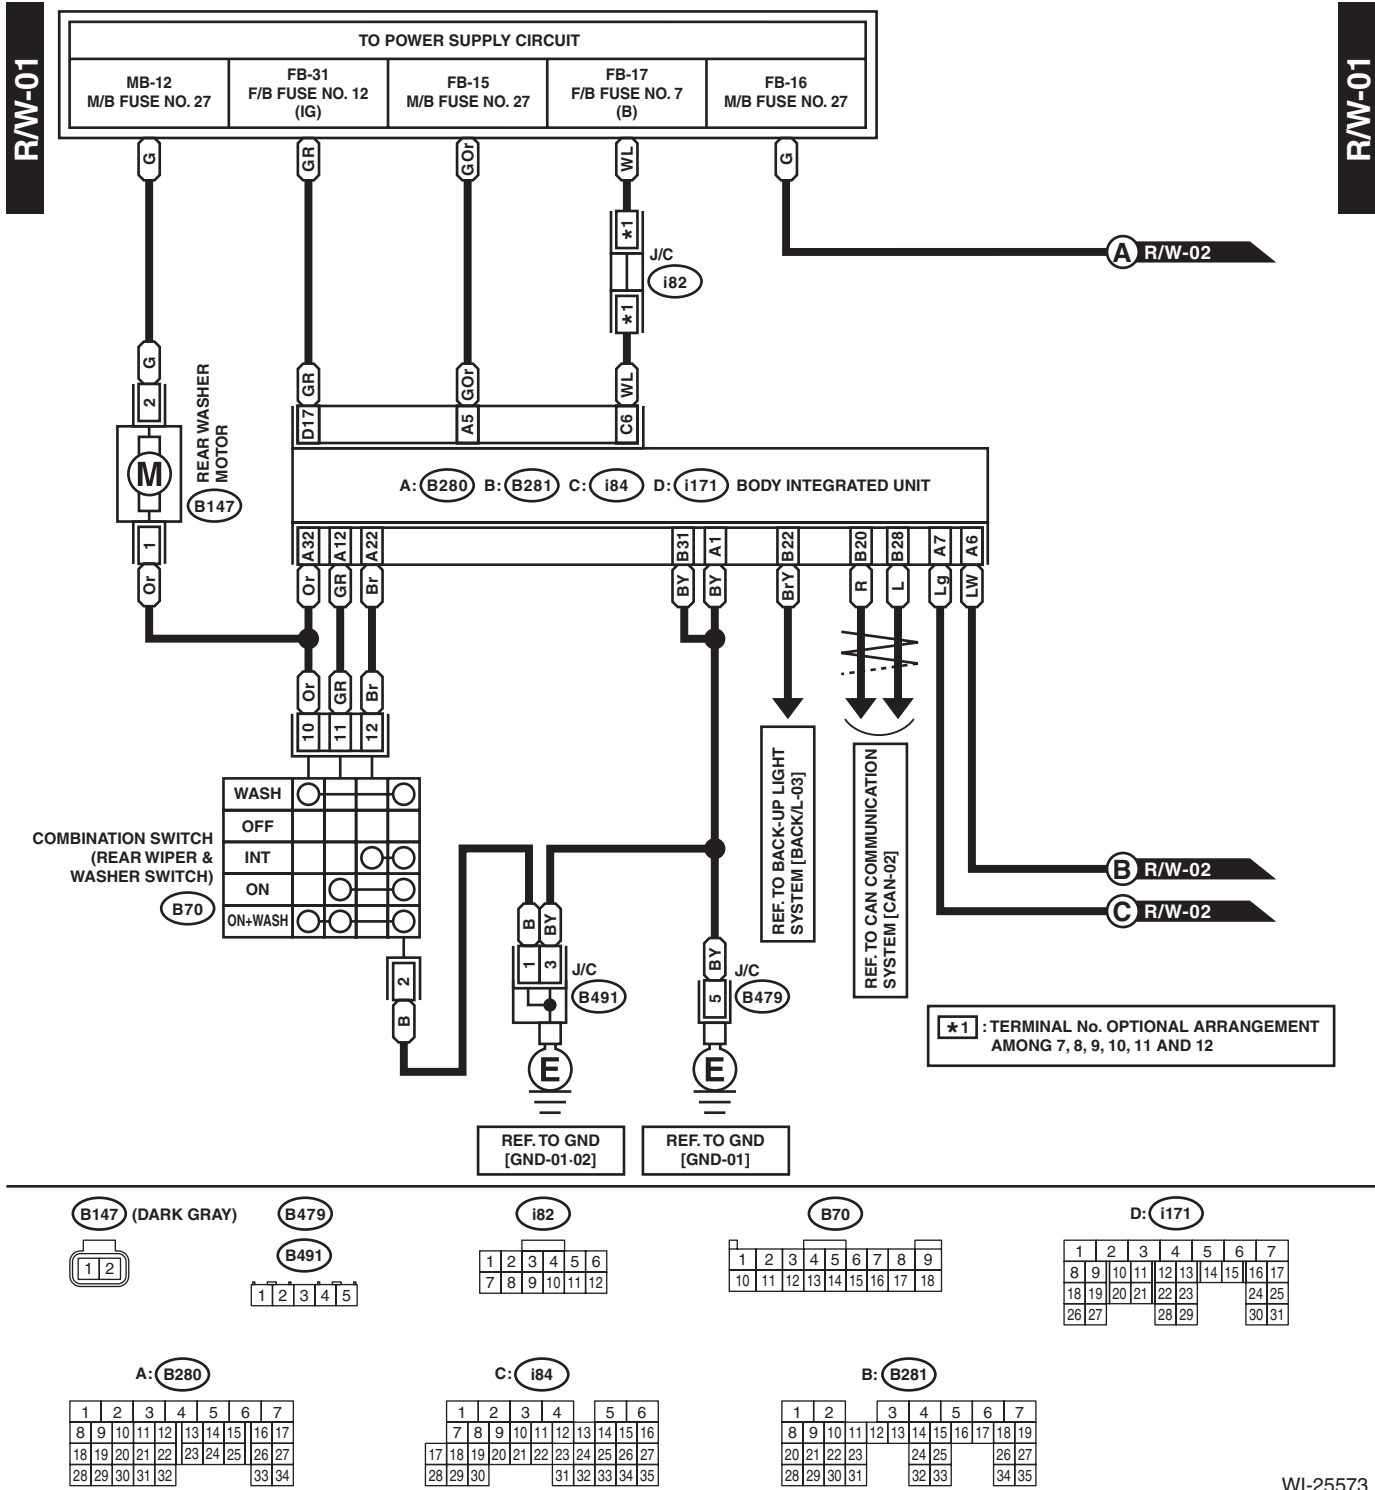 R/W-01
R/W-01
TO POWER SUPPLY CIRCUIT
MB-12
M/B FUSE NO. 27
FB-31
F/B FUSE NO. 12
(IG)
FB-15
M/B FUSE NO. 27
FB-17
F/B FUSE NO. 7
(B)
FB-16
M/B FUSE NO. 27
G
GR
GOr
WL
G
*1
J/C
i82
*1
A R/W-02
G
GR
GOr
WL
2
D17
A5
C6
M
REAR WASHER
MOTOR
B147
1
Or
A: B280 B: B281 C: i84 D: i171 BODY INTEGRATED UNIT
A32 A12 A22 B31 A1 B22 B20 B28 A7 A6
Or GR Br BY BY BrY R L Lg LW
Or GR Br
10 11 12
WASH
OFF
INT
ON
ON+WASH
COMBINATION SWITCH
(REAR WIPER &
WASHER SWITCH)
B70
2
B
B BY
1 3
J/C
B491
E
REF. TO GND
[GND-01·02]
BY
5
J/C
B479
E
REF. TO GND
[GND-01]
REF. TO BACK-UP LIGHT
SYSTEM [BACK/L-03]
REF. TO CAN COMMUNICATION
SYSTEM [CAN-02]
B R/W-02
C R/W-02
*1 : TERMINAL No. OPTIONAL ARRANGEMENT
AMONG 7, 8, 9, 10, 11 AND 12
B147 (DARK GRAY)
1 2
B479
B491
1 2 3 4 5
i82
1 2 3 4 5 6
7 8 9 10 11 12
B70
1 2 3 4 5 6 7 8 9
10 11 12 13 14 15 16 17 18
D: i171
1 2 3 4 5 6 7
8 9 10 11 12 13 14 15 16 17
18 19 20 21 22 23 24 25
26 27 28 29 30 31
A: B280
1 2 3 4 5 6 7
8 9 10 11 12 13 14 15 16 17
18 19 20 21 22 23 24 25 26 27
28 29 30 31 32 33 34
C: i84
1 2 3 4 5 6
7 8 9 10 11 12 13 14 15 16
17 18 19 20 21 22 23 24 25 26 27
28 29 30 31 32 33 34 35
B: B281
1 2 3 4 5 6 7
8 9 10 11 12 13 14 15 16 17 18 19
20 21 22 23 24 25 26 27
28 29 30 31 32 33 34 35
WI-25573